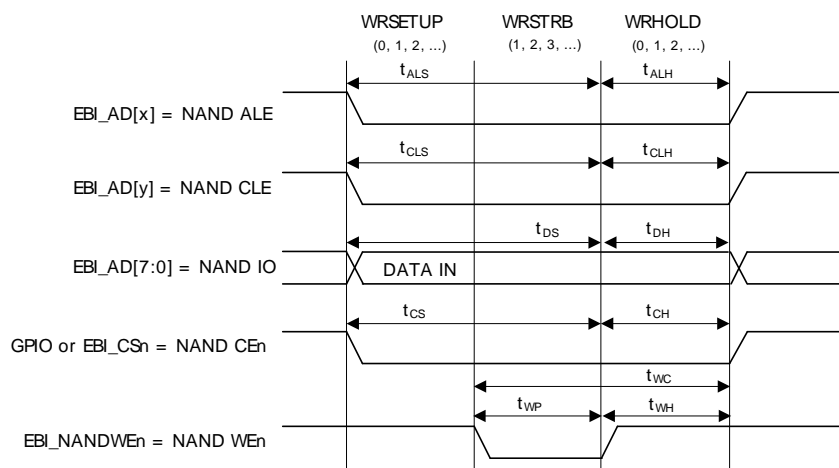 WRSETUP WRSTRB WRHOLD
(0, 1, 2, ...) (1, 2, 3, ...) (0, 1, 2, ...)
tALS tALH
EBI_AD[x] = NAND ALE
tCLS tCLH
EBI_AD[y] = NAND CLE
tDS tDH
EBI_AD[7:0] = NAND IO DATA IN
tCS tCH
GPIO or EBI_CSn = NAND CEn
tWC
tWP tWH
EBI_NANDWEn = NAND WEn